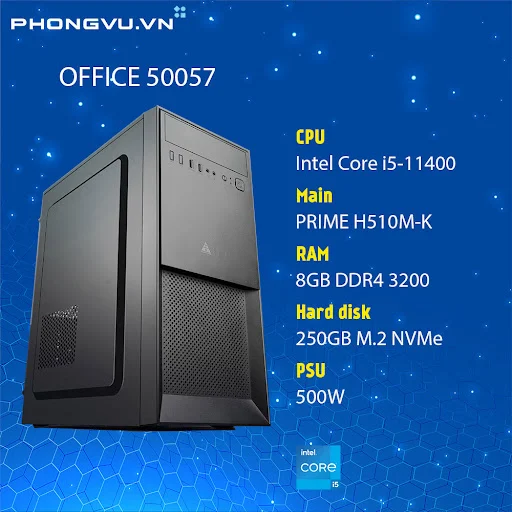 PHONGVU.VN
OFFICE 50057
CPU
Intel Core i5-11400
Main
PRIME H510M-K
RAM
8GB DDR4 3200
Hard disk
250GB M.2 NVMe
PSU
500W
intel
CORE
i5